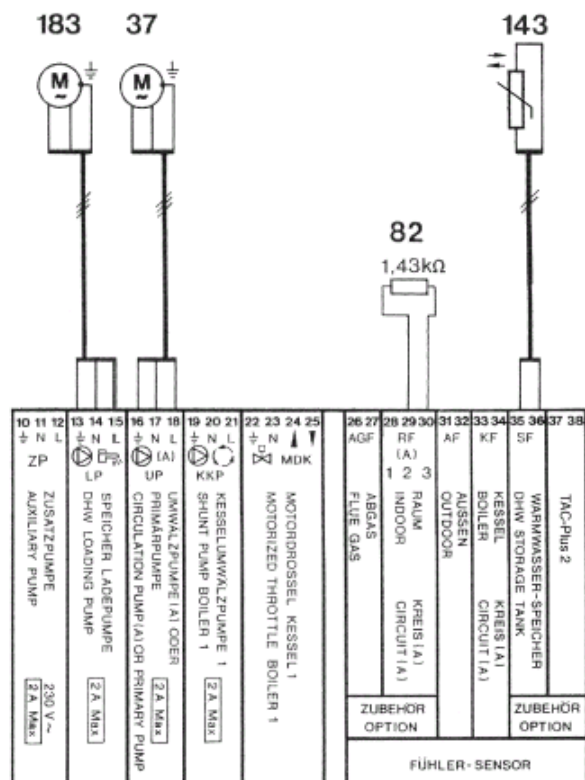 183
37
143
M
~
M
~
82
1,43kΩ
10 11 12
N L
ZP
ZUSATZPUMPE
AUXILIARY PUMP
230 V ~
2 A Max
13 14 15
N L
LP
SPEICHER LADEPUMPE
DHW LOADING PUMP
2 A Max
16 17 18
N L
(A)
UP
UMWÄLZPUMPE (A) ODER
PRIMÄRPUMPE
CIRCULATION PUMP (A) OR PRIMARY PUMP
2 A Max
19 20 21
N L
KKP
KESSELUMWÄLZPUMPE 1
SHUNT PUMP BOILER 1
2 A Max
22 23 24 25
N
MDK
MOTORDROSSEL KESSEL 1
MOTORIZED THROTTLE BOILER 1
26 27
AGF
ABGAS
FLUE GAS
28 29 30
RF
(A)
1 2 3
RAUM KREIS (A)
INDOOR CIRCUIT (A)
31 32
AF
AUSSEN
OUTDOOR
33 34
KF
KESSEL KREIS (A)
BOILER CIRCUIT (A)
35 36
SF
WARMWASSER-SPEICHER
DHW STORAGE TANK
37 38
TAC-Plus 2
ZUBEHÖR
OPTION
ZUBEHÖR
OPTION
FÜHLER-SENSOR